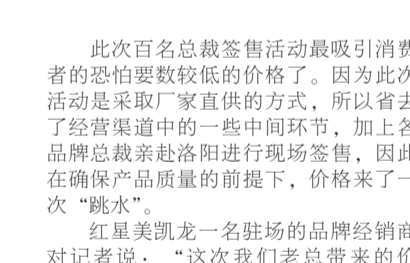 此次百名总裁签售活动最吸引消费
者的恐怕要数较低的价格了。因为此次
活动是采取厂家直供的方式，所以省去
了经营渠道中的一些中间环节，加上各
品牌总裁亲赴洛阳进行现场签售，因此
在确保产品质量的前提下，价格来了一
次“跳水”。
红星美凯龙一名驻场的品牌经销商
对记者说：“这次我们老总带来的价